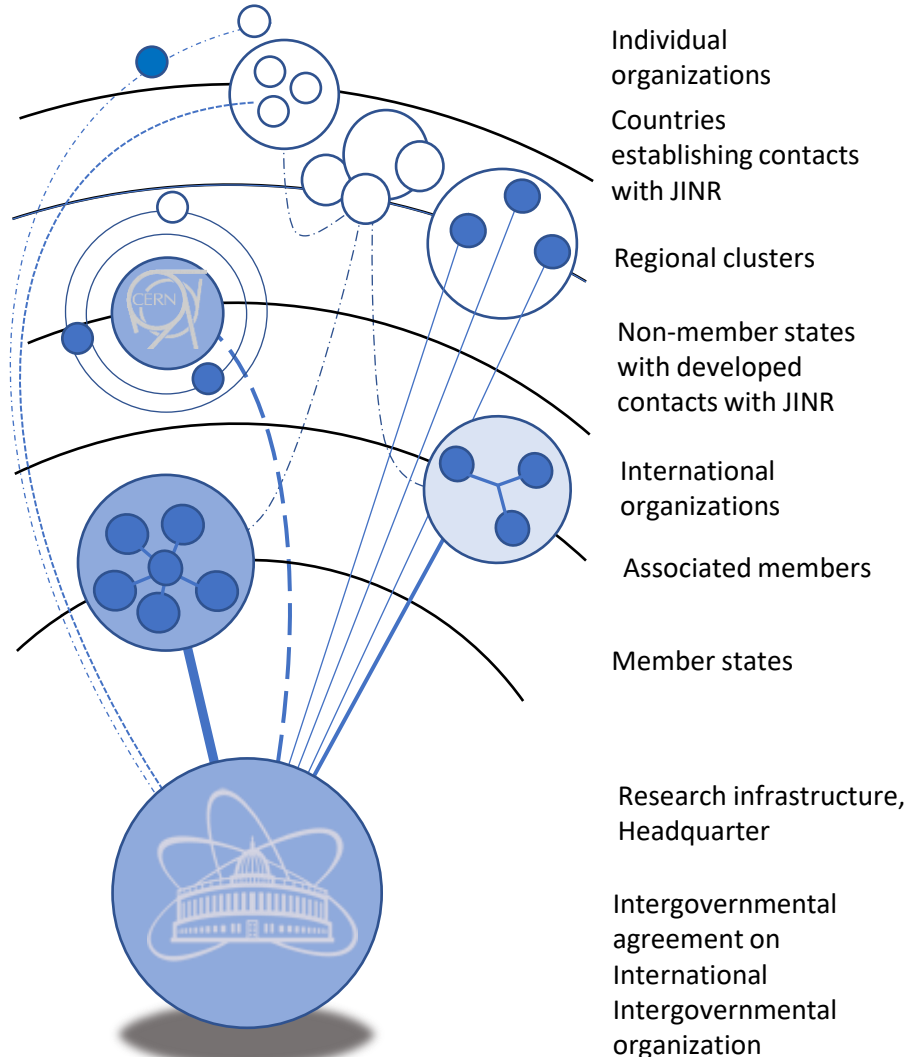 Individual
organizations
Countries
establishing contacts
with JINR
Regional clusters
CERN
Non-member states
with developed
contacts with JINR
International
organizations
Associated members
Member states
Research infrastructure,
Headquarter
Intergovernmental
agreement on
International
Intergovernmental
organization